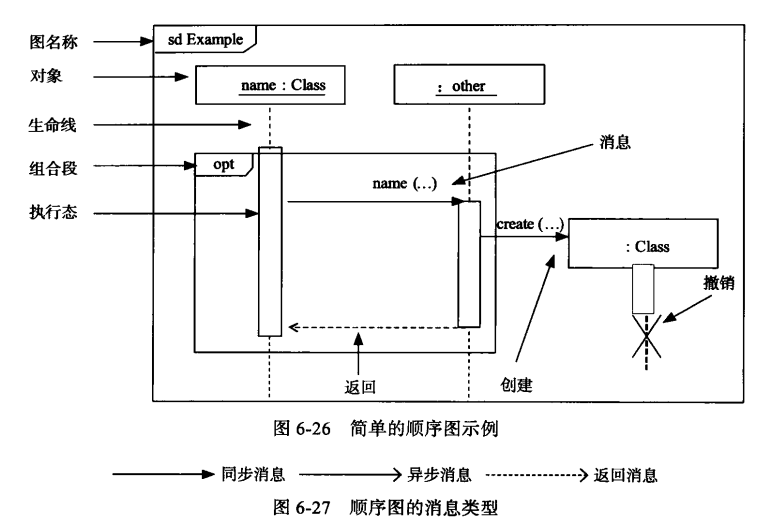 图名称
sd Example
对象
name : Class
: other
生命线
消息
组合段
opt
name (…)
执行态
create (…)
: Class
撤销
返回
创建
图 6-26 简单的顺序图示例
同步消息 异步消息 返回消息
图 6-27 顺序图的消息类型